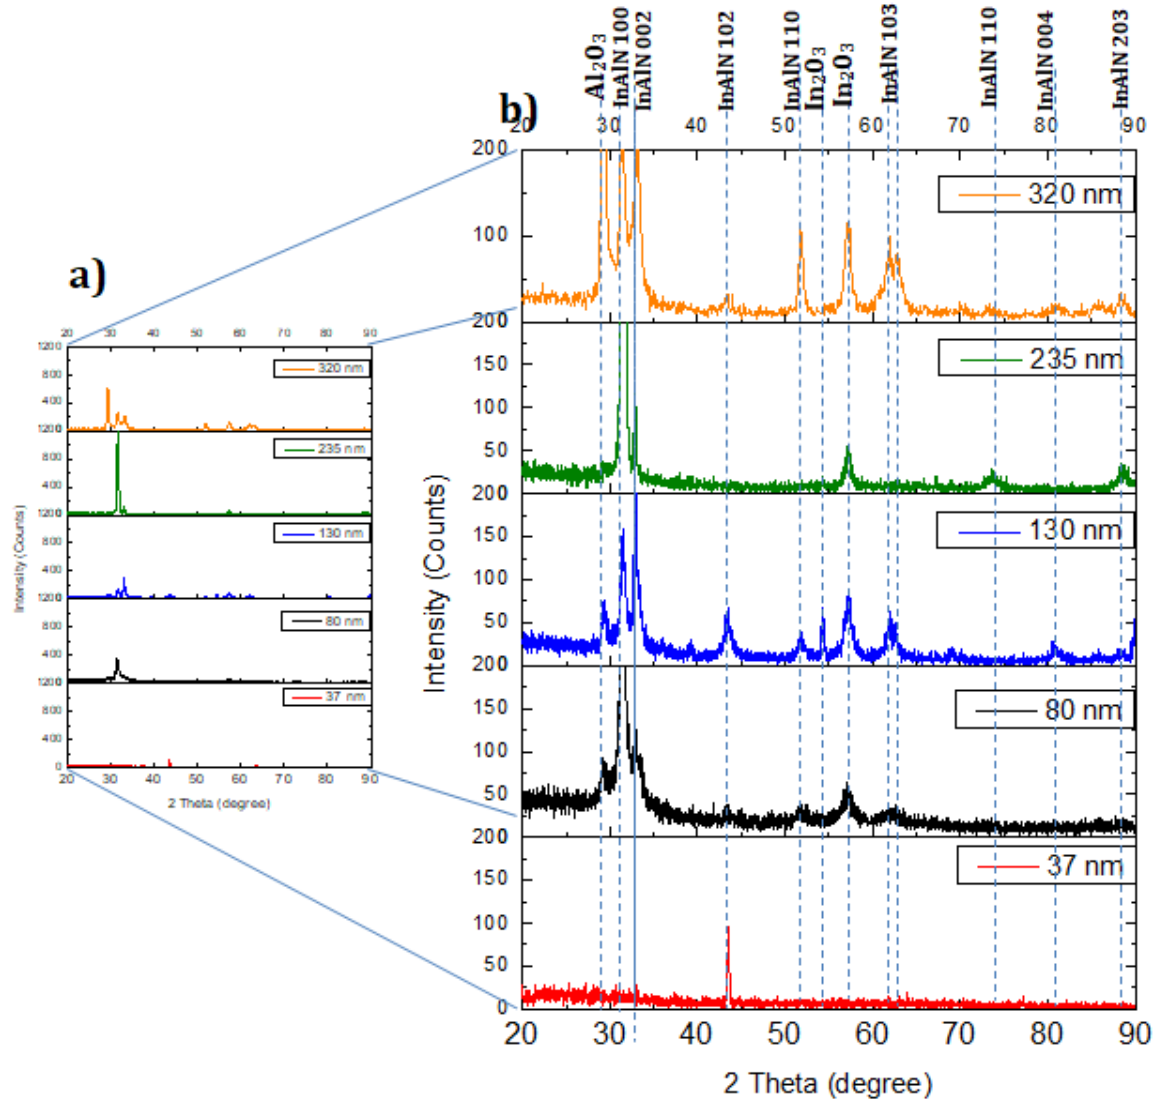 Al₂O₃
InAlN 100
InAlN 002
InAlN 102
InAlN 110
In₂O₃
In₂O₃
InAlN 103
InAlN 110
InAlN 004
InAlN 203
b)
20 30 40 50 60 70 80 90
200
100
320 nm
200
150
100
50
235 nm
200
150
100
50
130 nm
200
150
100
50
80 nm
200
150
100
50
0
37 nm
20 30 40 50 60 70 80 90
2 Theta (degree)
Intensity (Counts)
a)
20 30 40 50 60 70 80 90
1200
800
400
320 nm
1200
800
400
235 nm
1200
800
400
130 nm
1200
800
400
80 nm
1200
800
400
0
37 nm
20 30 40 50 60 70 80 90
2 Theta (degree)
Intensity (Counts)